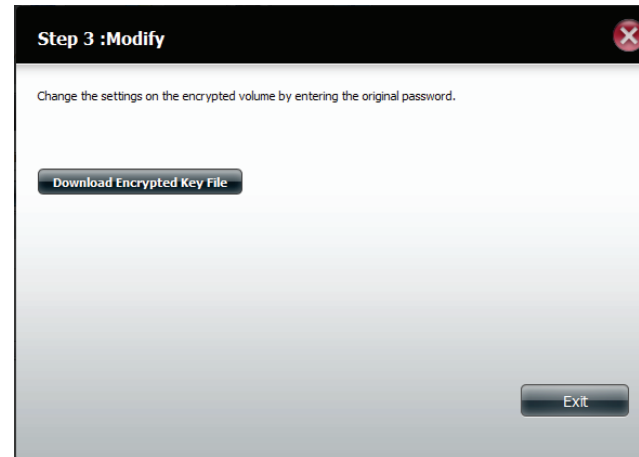 Step 3 :Modify
Change the settings on the encrypted volume by entering the original password.
Download Encrypted Key File
Exit